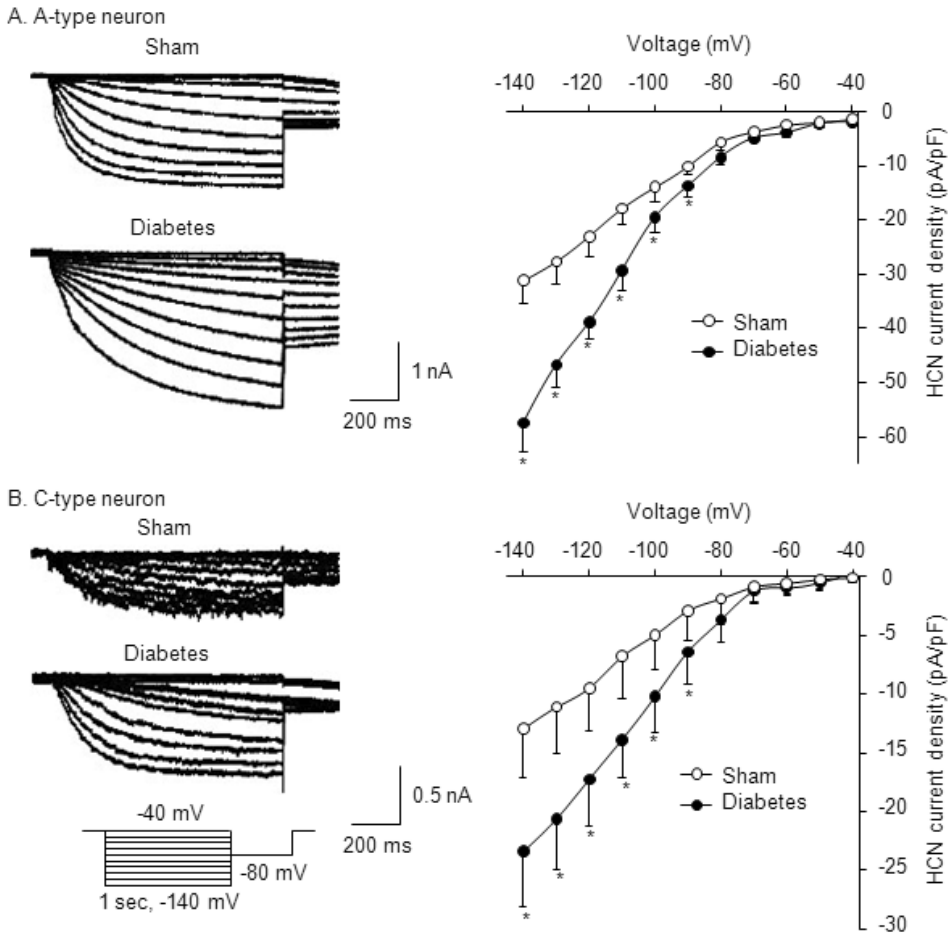 A. A-type neuron
Sham
Diabetes
1 nA
200 ms
Voltage (mV)
-140 -120 -100 -80 -60 -40
0
-10
-20
-30
-40
-50
-60
HCN current density (pA/pF)
Sham
Diabetes
*
*
*
*
*
*
B. C-type neuron
Sham
Diabetes
0.5 nA
200 ms
-40 mV
-80 mV
1 sec, -140 mV
Voltage (mV)
-140 -120 -100 -80 -60 -40
0
-5
-10
-15
-20
-25
-30
HCN current density (pA/pF)
Sham
Diabetes
*
*
*
*
*
*